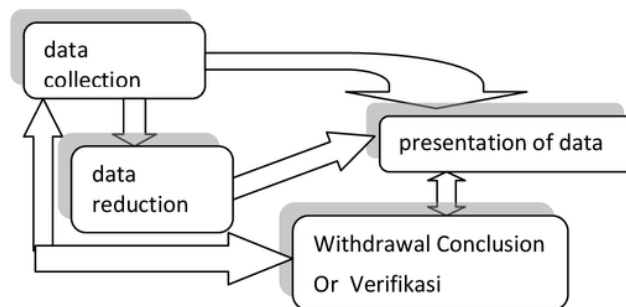 data
collection
presentation of data
data
reduction
Withdrawal Conclusion
Or Verifikasi